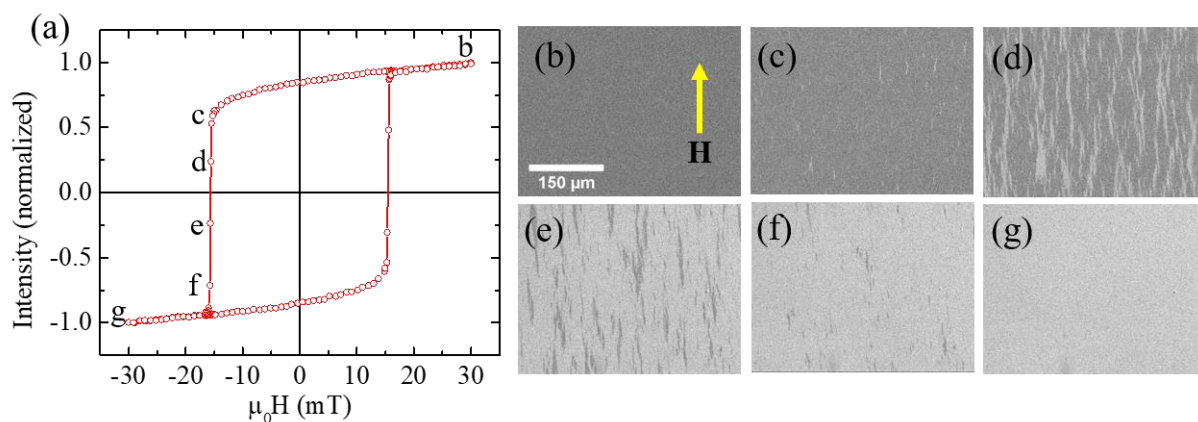 (a)
Intensity (normalized)
1.0
0.5
0.0
-0.5
-1.0
b
c
d
e
f
g
-30 -20 -10 0 10 20 30
μ0H (mT)
(b)
H
150 μm
(c)
(d)
(e)
(f)
(g)